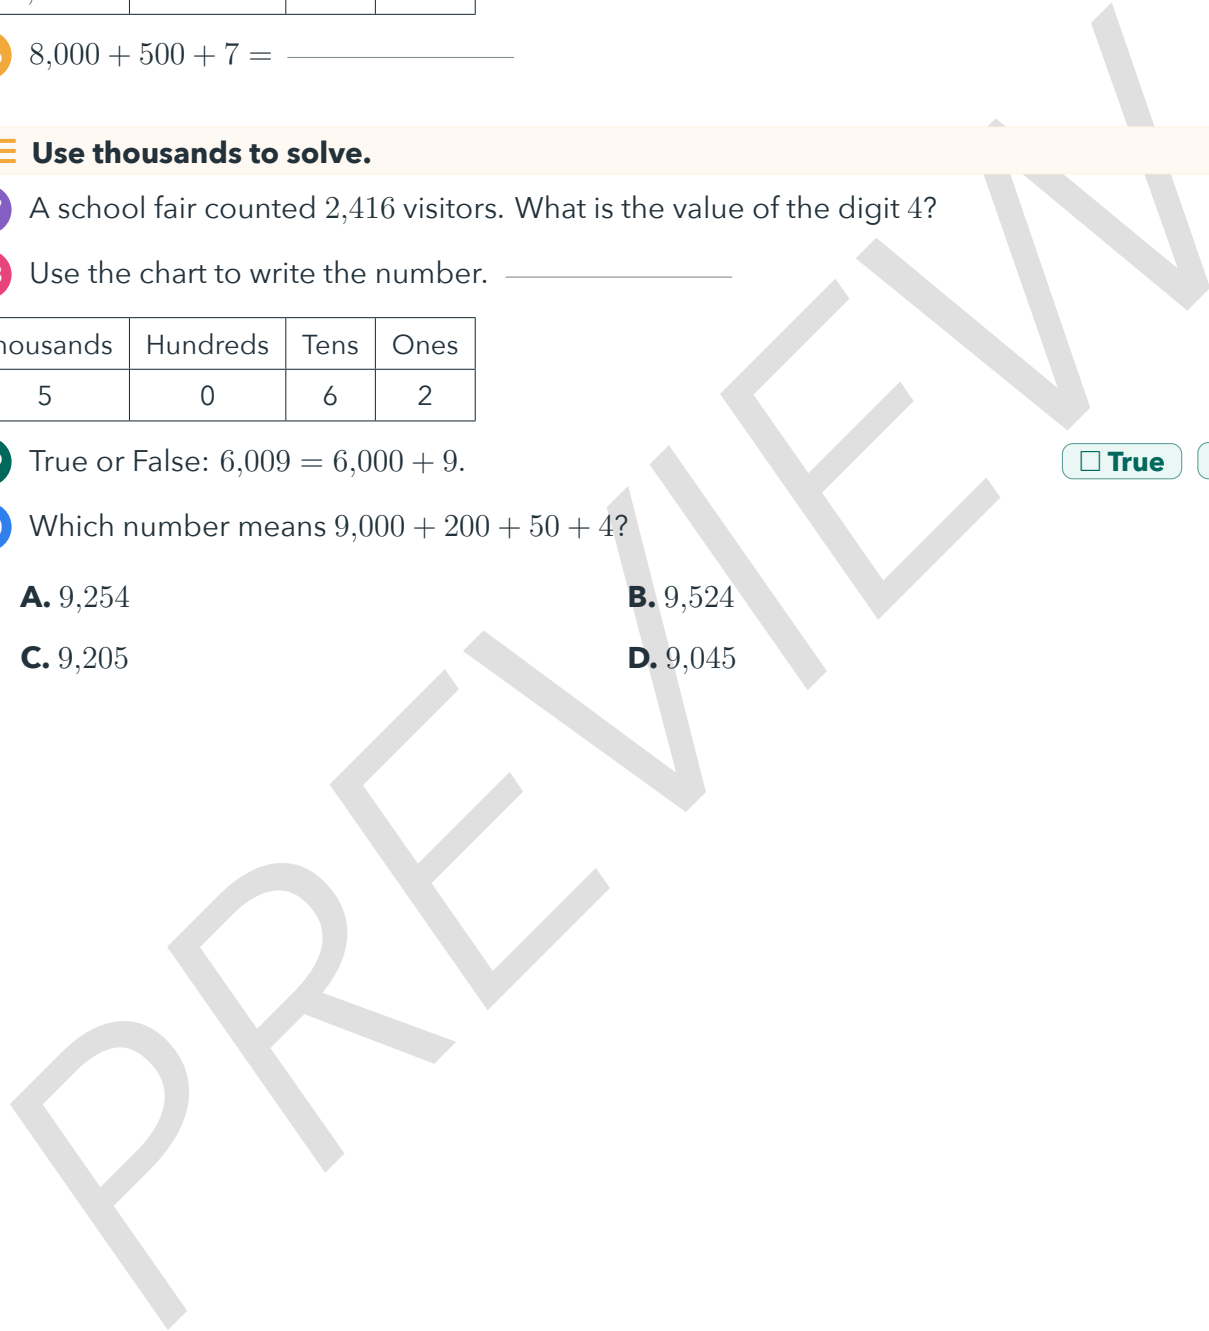 8,000 + 500 + 7 =
Use thousands to solve.
A school fair counted 2,416 visitors. What is the value of the digit 4?
Use the chart to write the number.
housands Hundreds Tens Ones
5 0 6 2
True or False: 6,009 = 6,000 + 9. True
Which number means 9,000 + 200 + 50 + 4?
A. 9,254 B. 9,524
C. 9,205 D. 9,045
PREVIEW